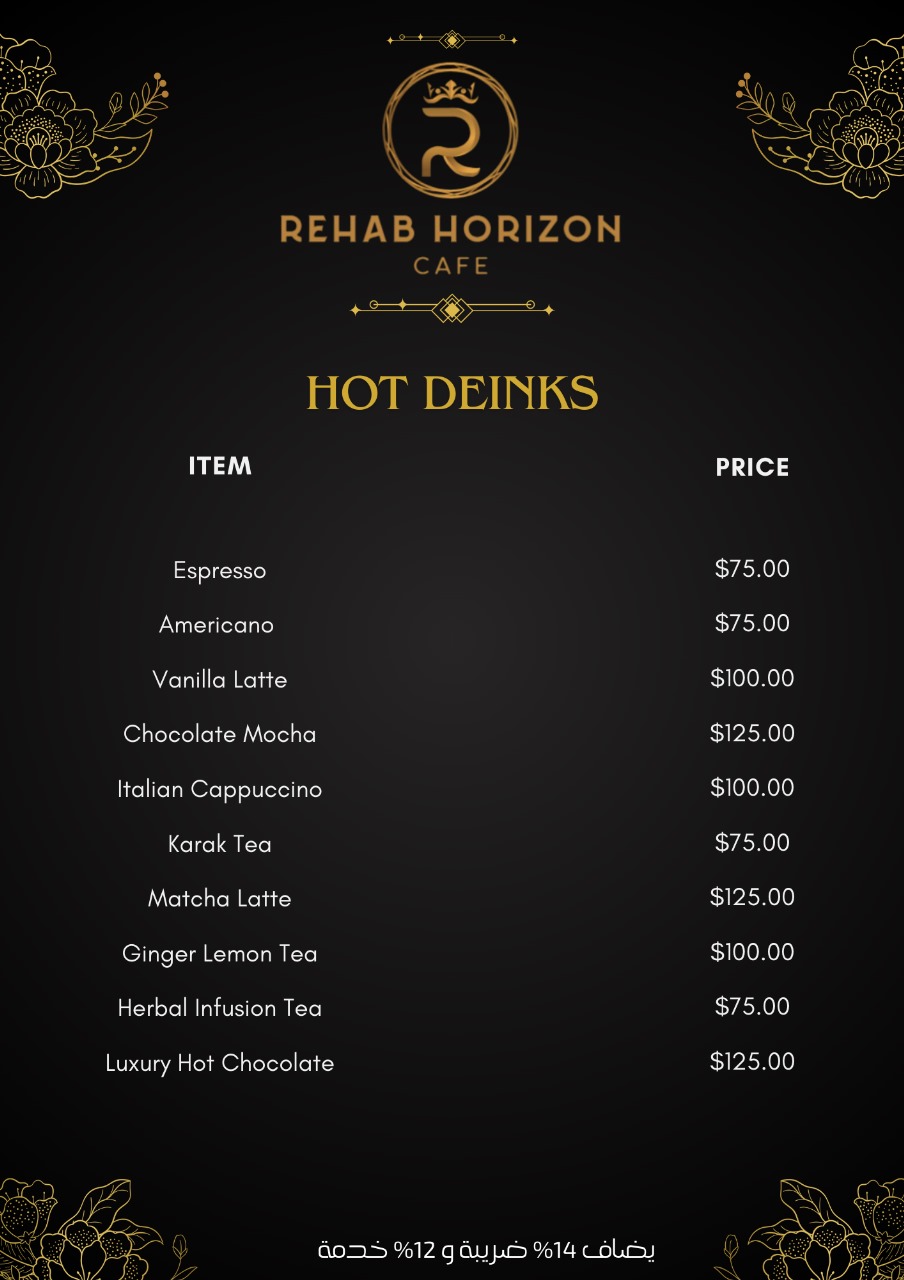 R
REHAB HORIZON
CAFE
HOT DEINKS
ITEM PRICE
Espresso $75.00
Americano $75.00
Vanilla Latte $100.00
Chocolate Mocha $125.00
Italian Cappuccino $100.00
Karak Tea $75.00
Matcha Latte $125.00
Ginger Lemon Tea $100.00
Herbal Infusion Tea $75.00
Luxury Hot Chocolate $125.00
يضاف 14% ضريبة و 12% خدمة